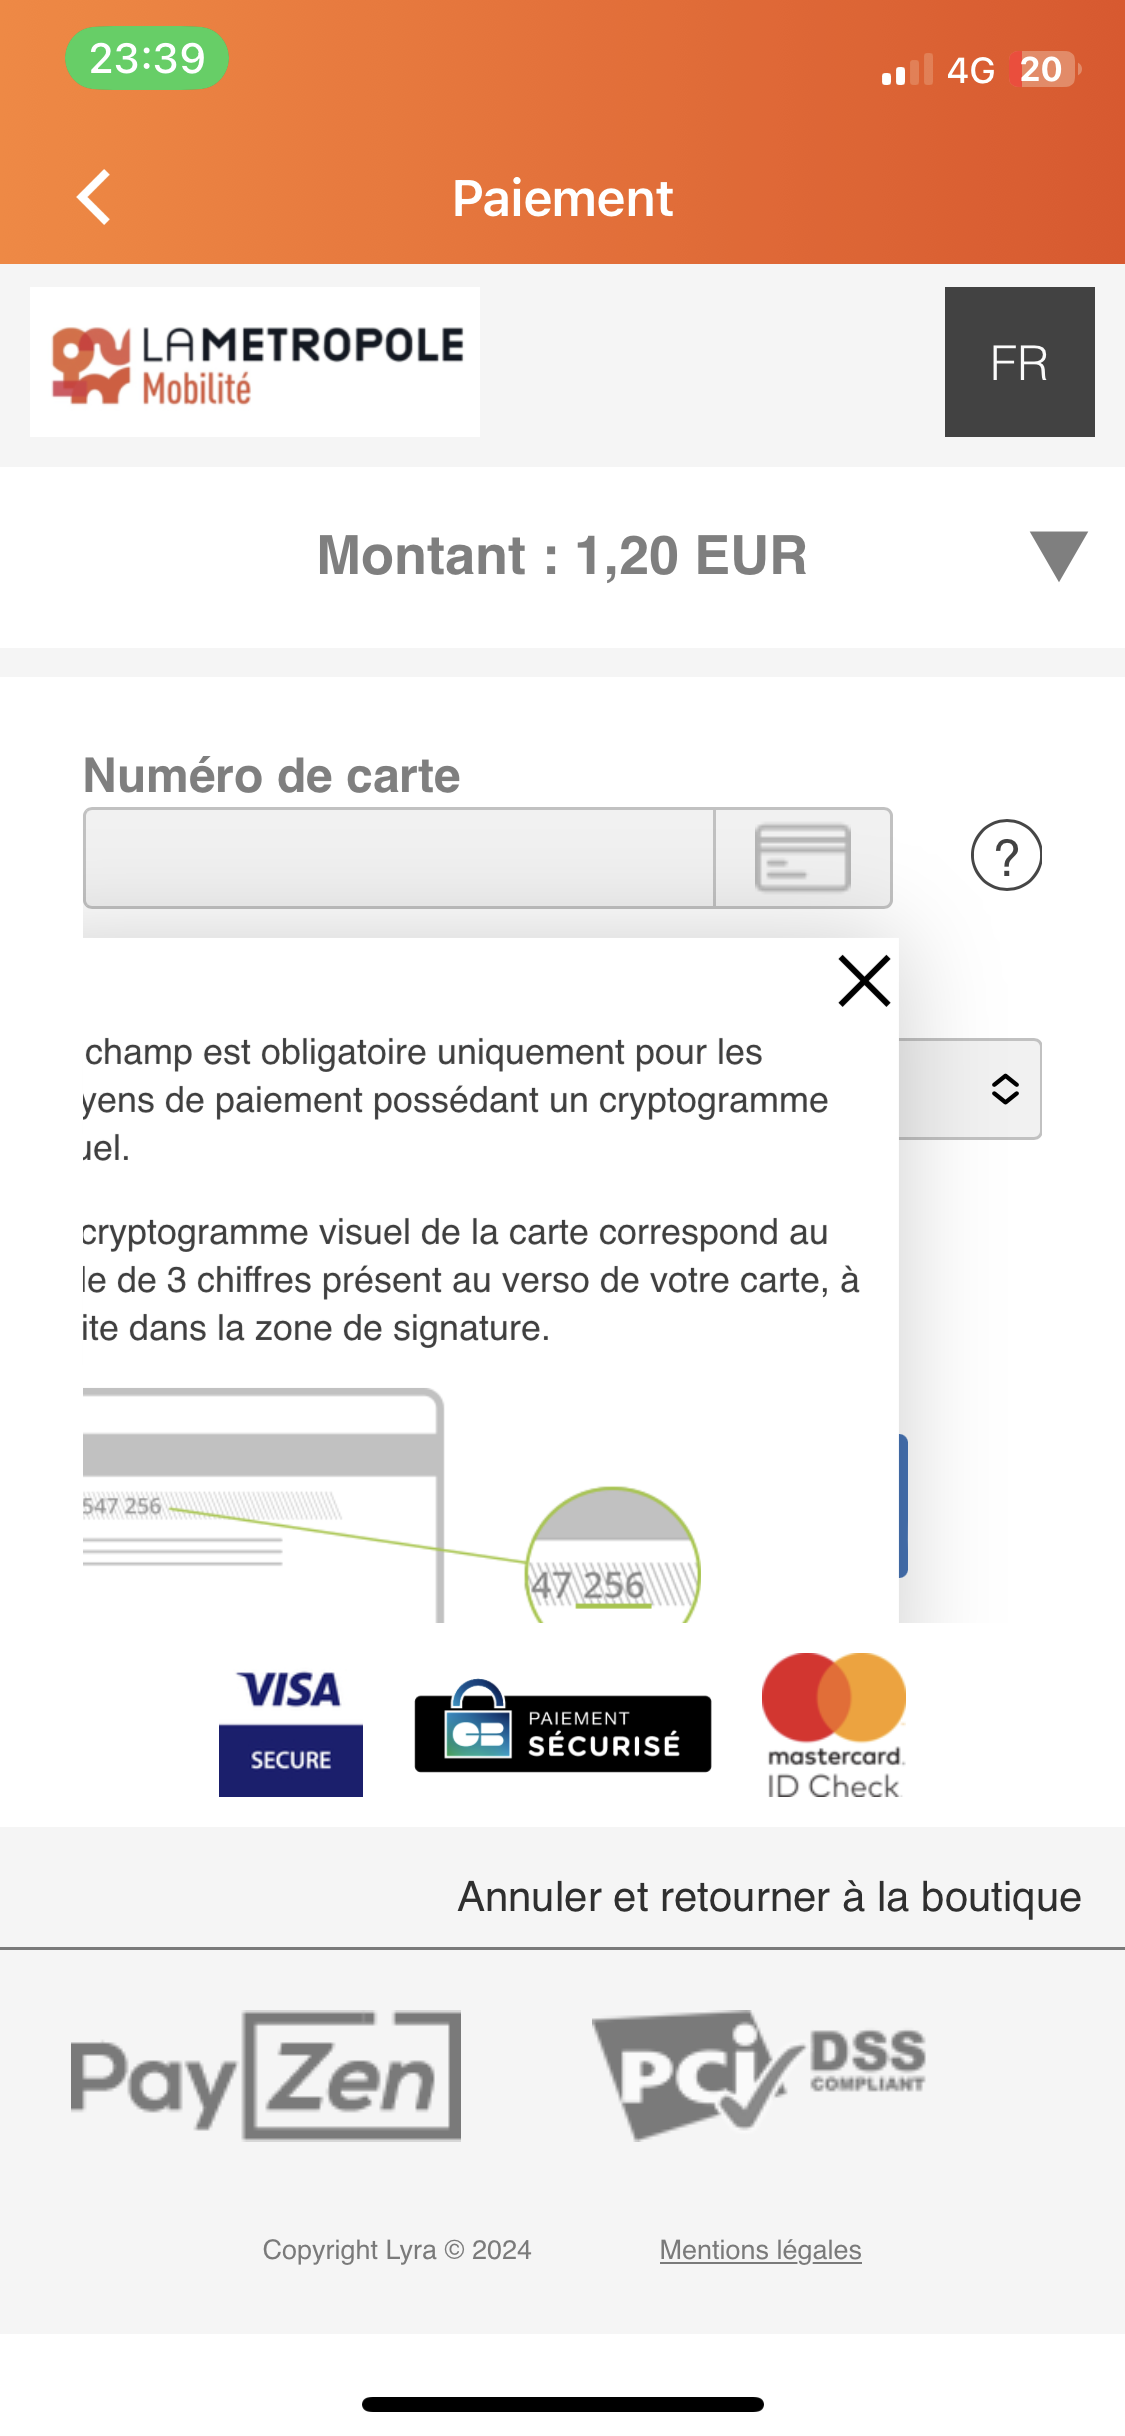 23:39
4G 20
Paiement
LAMETROPOLE
Mobilité
FR
Montant : 1,20 EUR
Numéro de carte
?
champ est obligatoire uniquement pour les
yens de paiement possédant un cryptogramme
uel.
cryptogramme visuel de la carte correspond au
le de 3 chiffres présent au verso de votre carte, à
ite dans la zone de signature.
547 256
47 256
VISA
SECURE
CB PAIEMENT
SÉCURISÉ
mastercard.
ID Check
Annuler et retourner à la boutique
PayZen
PCi DSS
COMPLIANT
Copyright Lyra © 2024
Mentions légales